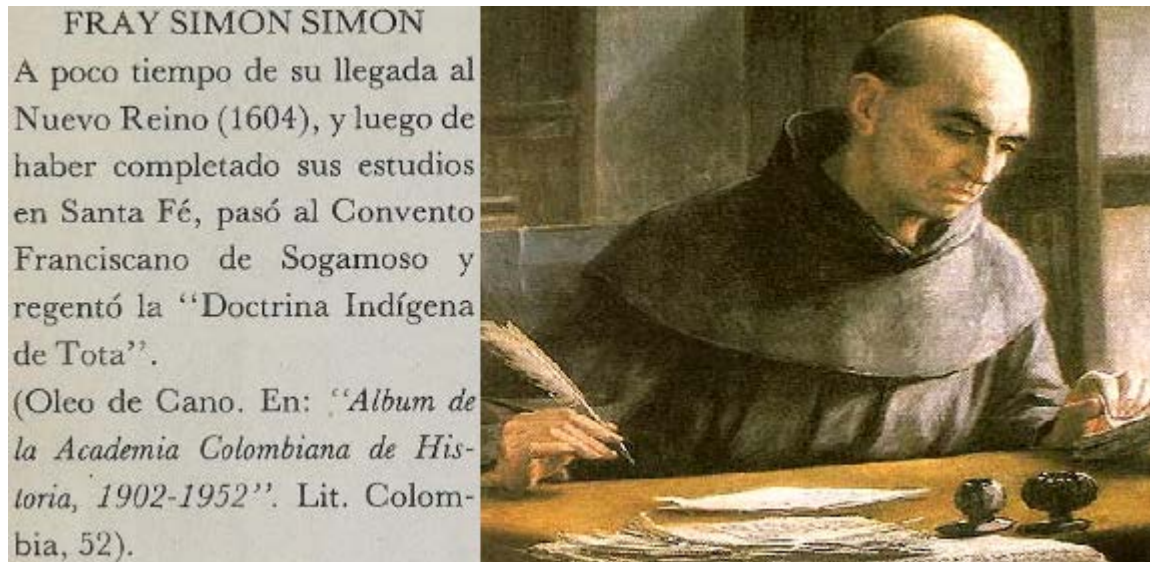 FRAY SIMON SIMON
A poco tiempo de su llegada al
Nuevo Reino (1604), y luego de
haber completado sus estudios
en Santa Fé, pasó al Convento
Franciscano de Sogamoso y
regentó la “Doctrina Indígena
de Tota”.
(Oleo de Cano. En: “Album de
la Academia Colombiana de His-
toria, 1902-1952”. Lit. Colom-
bia, 52).